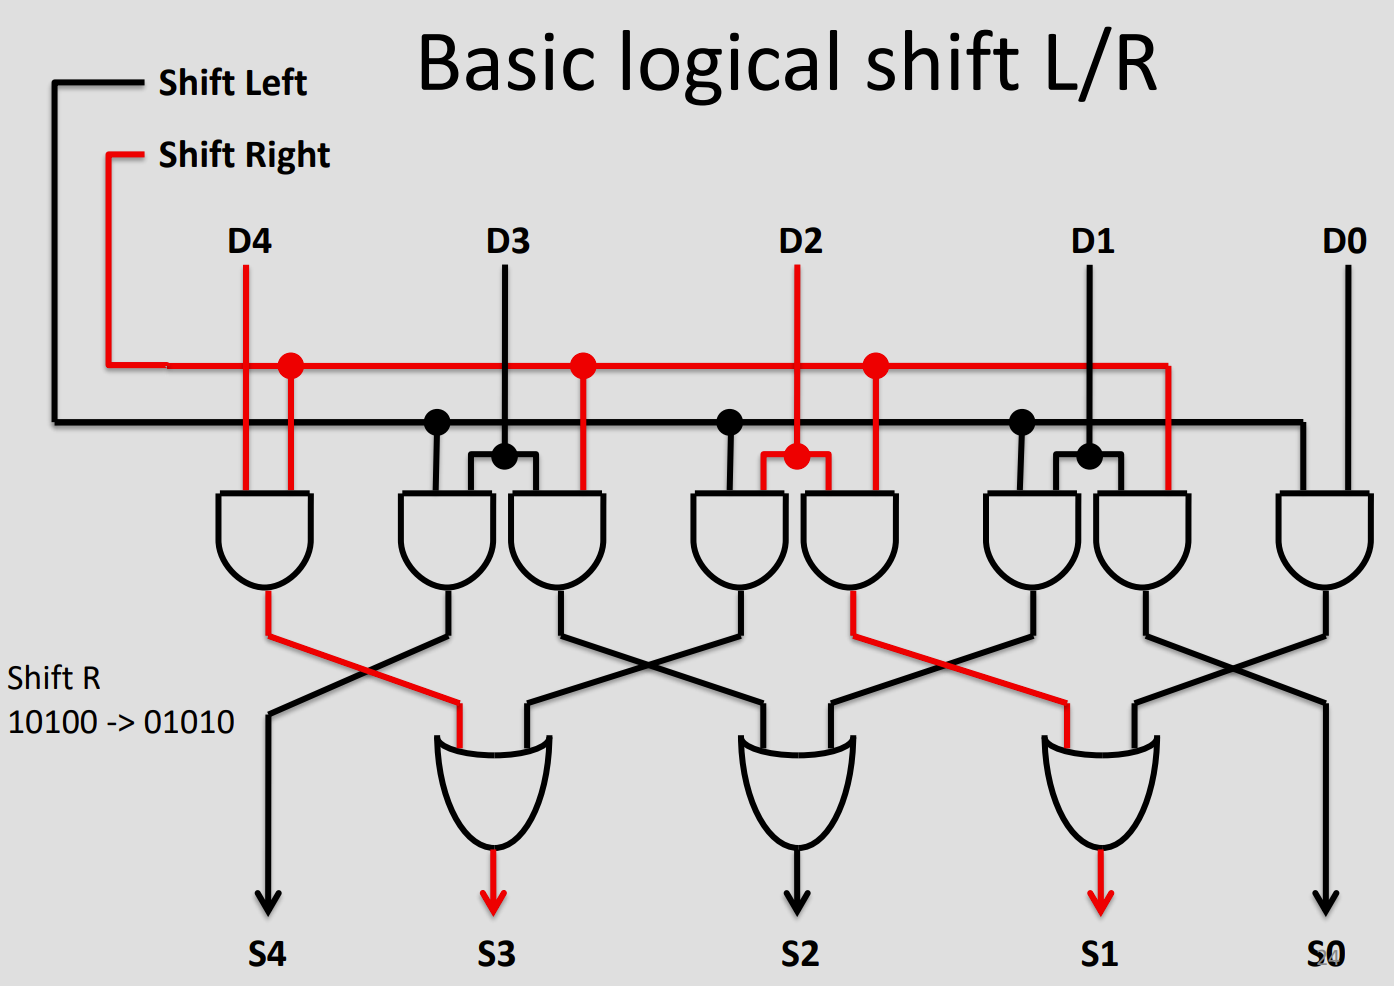 Basic logical shift L/R
Shift Left
Shift Right
D4 D3 D2 D1 D0
Shift R
10100 -> 01010
S4 S3 S2 S1 S0
24